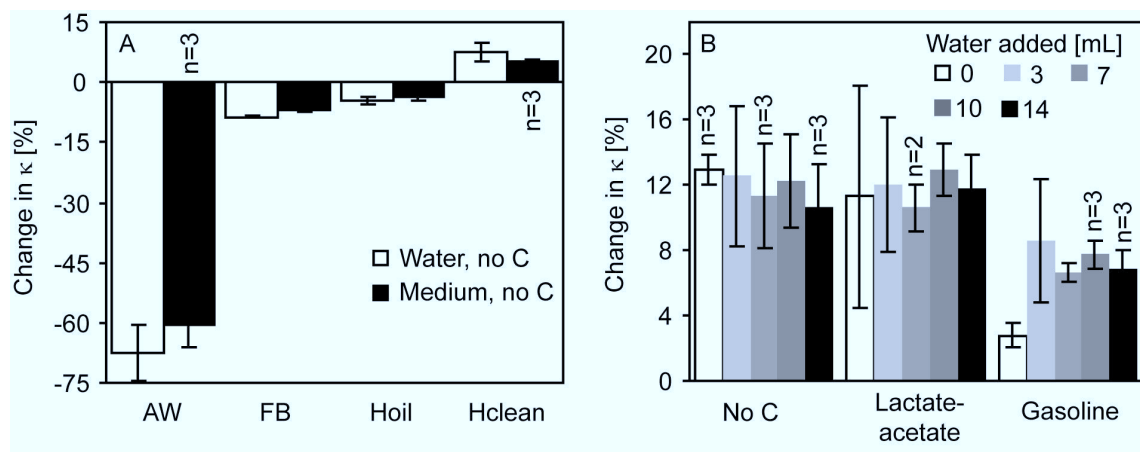 A
Change in κ [%]
15
0
-15
-30
-45
-60
-75
n=3
n=3
Water, no C
Medium, no C
AW
FB
Hoil
Hclean
B
Change in κ [%]
20
16
12
8
4
0
Water added [mL]
0
3
7
10
14
n=3
n=3
n=3
n=2
n=3
n=3
No C
Lactate-
acetate
Gasoline